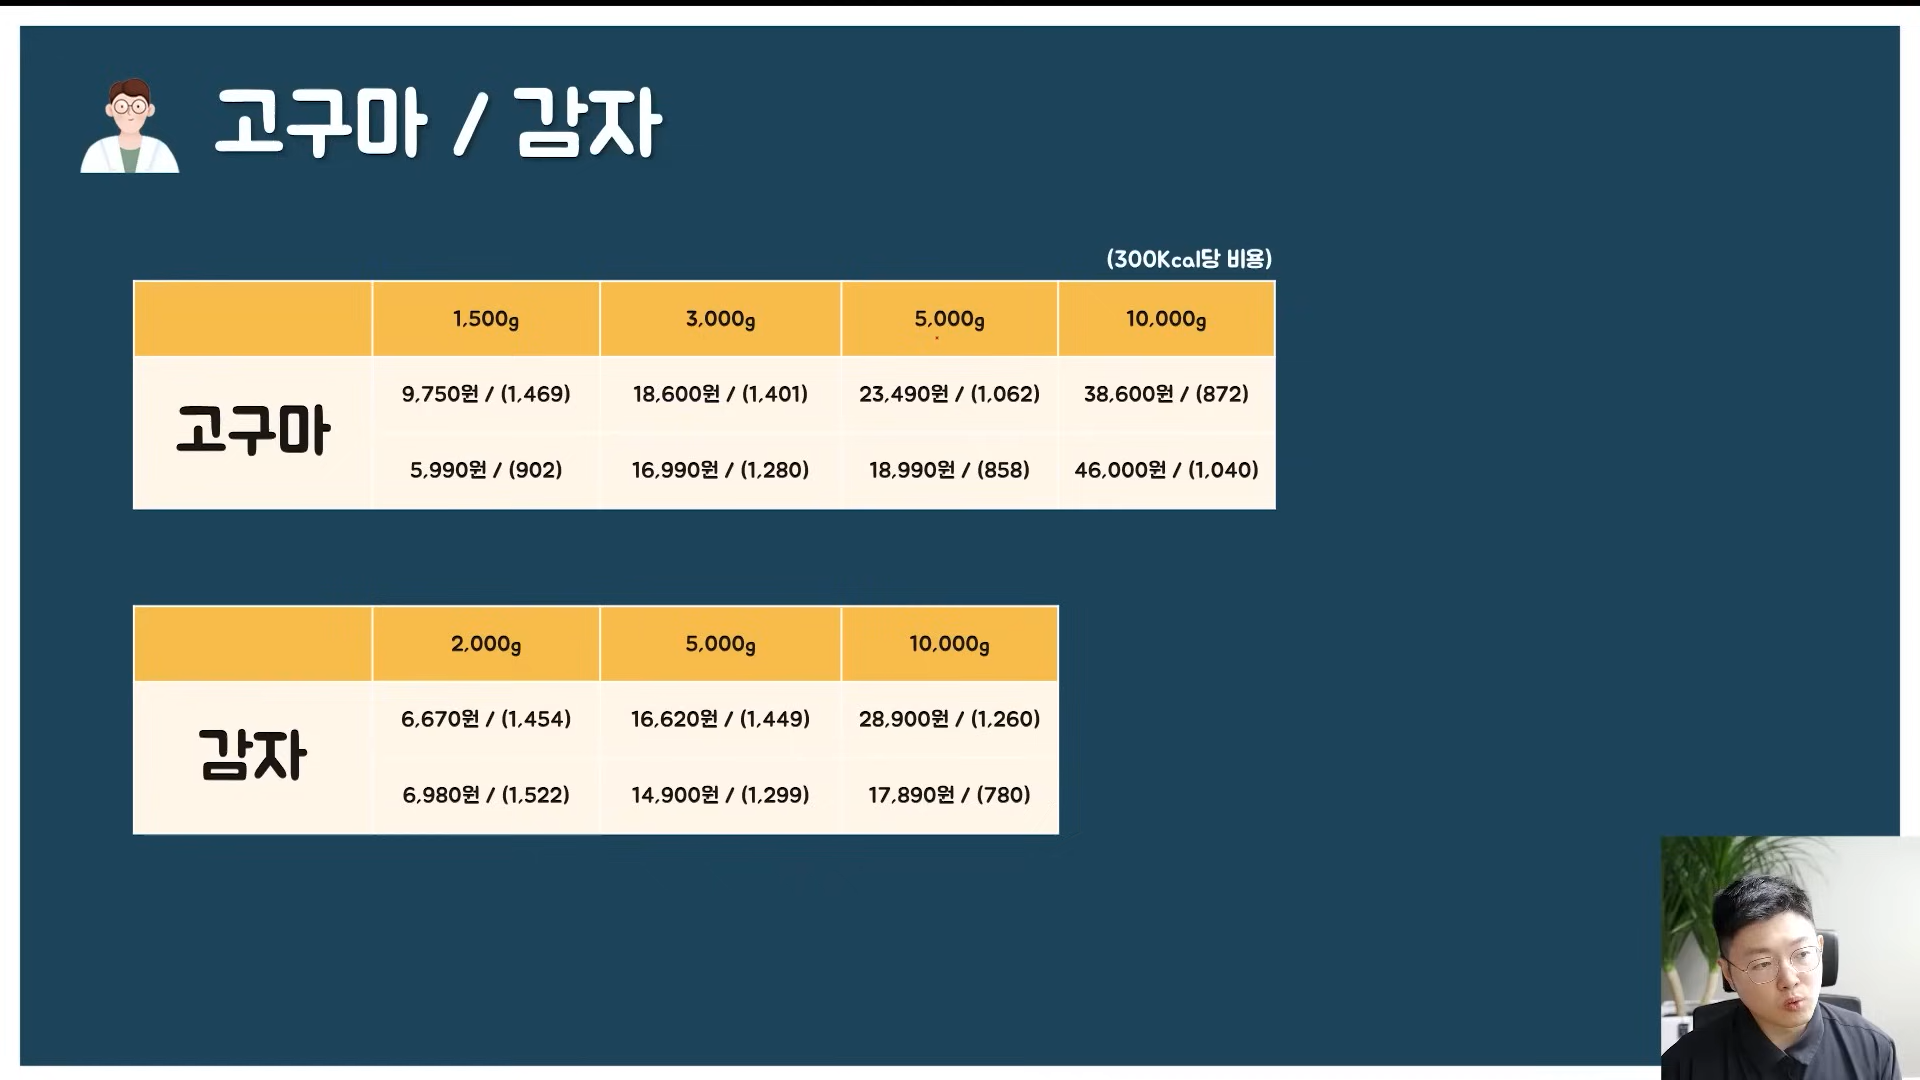 고구마 / 감자
(300Kcal당 비용)
1,500g 3,000g 5,000g 10,000g
고구마
9,750원 / (1,469) 18,600원 / (1,401) 23,490원 / (1,062) 38,600원 / (872)
5,990원 / (902) 16,990원 / (1,280) 18,990원 / (858) 46,000원 / (1,040)
2,000g 5,000g 10,000g
감자
6,670원 / (1,454) 16,620원 / (1,449) 28,900원 / (1,260)
6,980원 / (1,522) 14,900원 / (1,299) 17,890원 / (780)